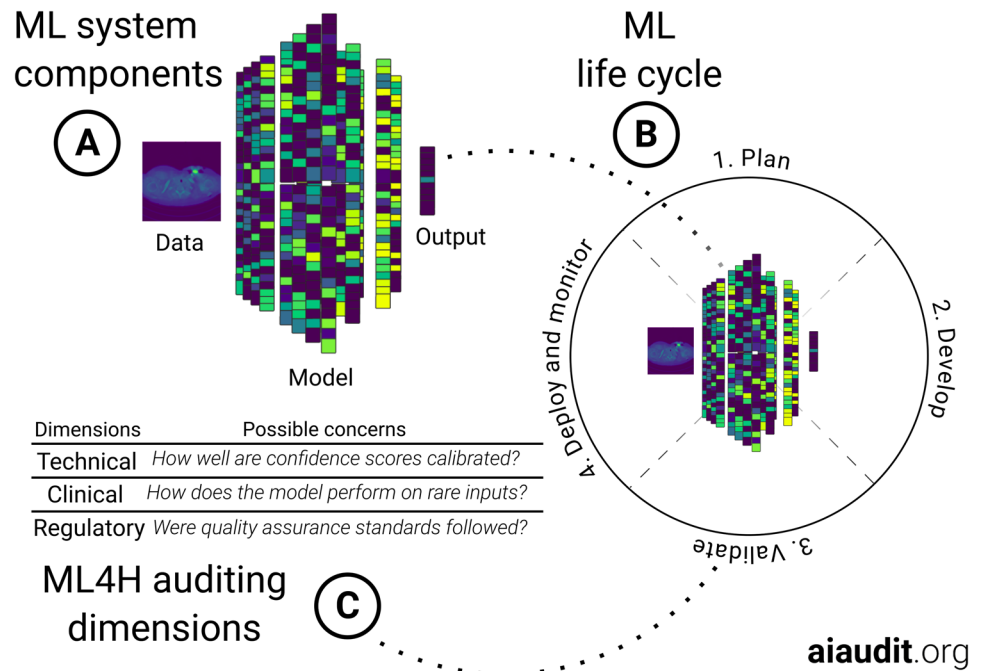 ML system
components
A
Data
Model
Output
ML
life cycle
B
1. Plan
2. Develop
3. Validate
4. Deploy and monitor
Dimensions Possible concerns
Technical How well are confidence scores calibrated?
Clinical How does the model perform on rare inputs?
Regulatory Were quality assurance standards followed?
ML4H auditing
dimensions
C
aiaudit.org